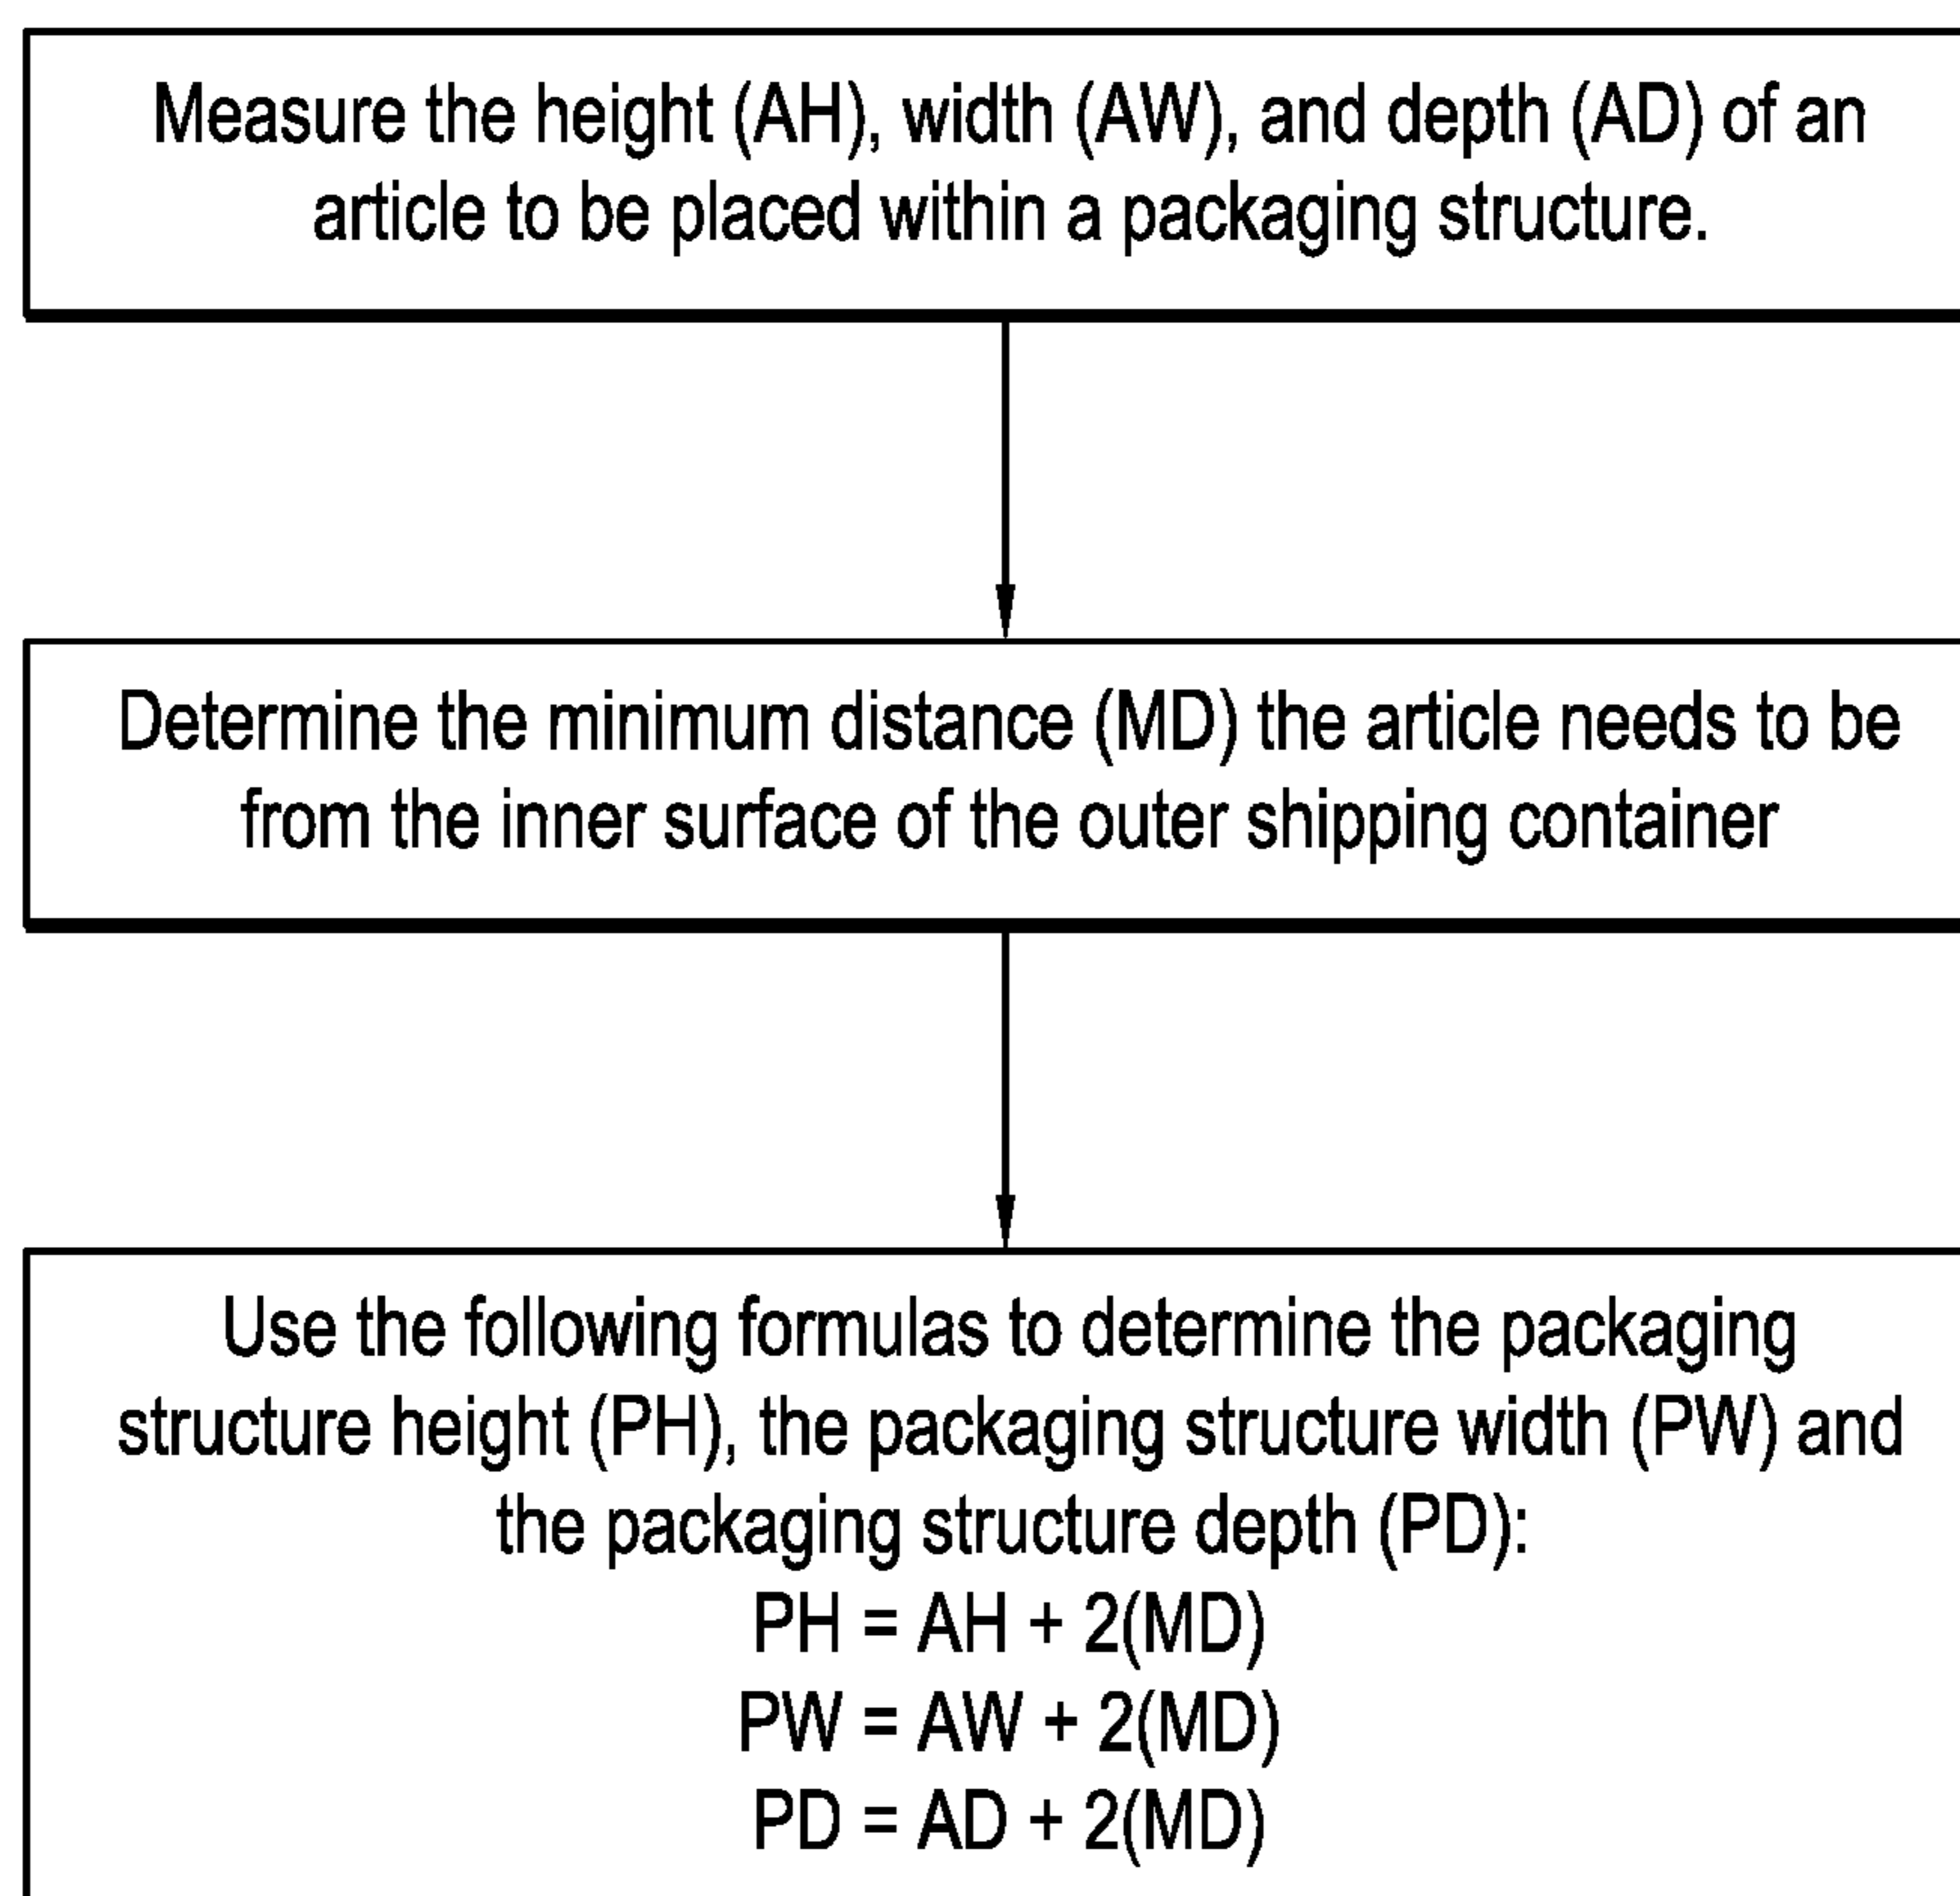 Measure the height (AH), width (AW), and depth (AD) of an
article to be placed within a packaging structure.
Determine the minimum distance (MD) the article needs to be
from the inner surface of the outer shipping container
Use the following formulas to determine the packaging
structure height (PH), the packaging structure width (PW) and
the packaging structure depth (PD):
PH = AH + 2(MD)
PW = AW + 2(MD)
PD = AD + 2(MD)